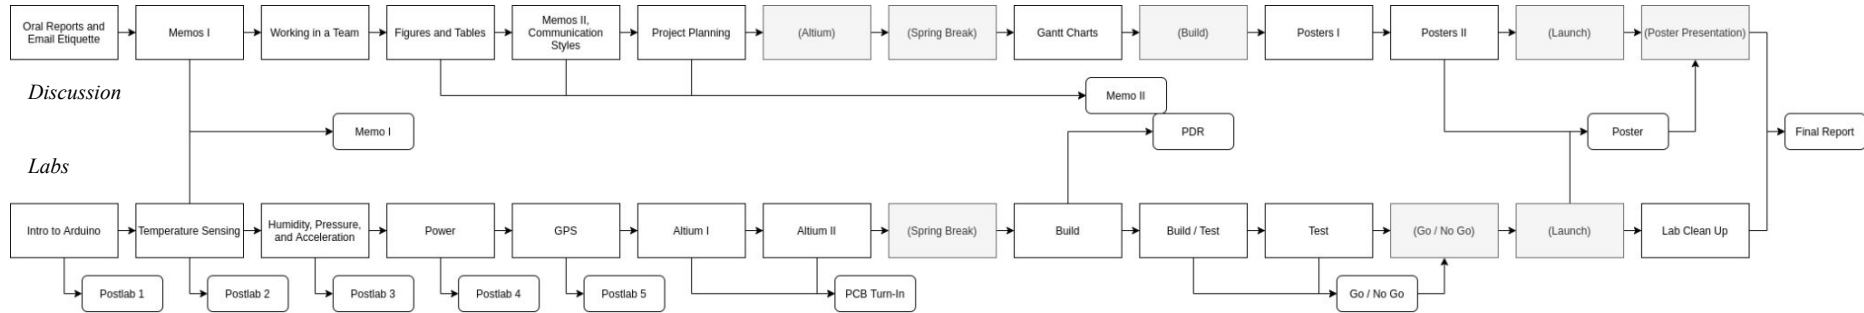 Oral Reports and
Email Etiquette
Memos I
Working in a Team
Figures and Tables
Memos II,
Communication
Styles
Project Planning
(Altium)
(Spring Break)
Gantt Charts
(Build)
Posters I
Posters II
(Launch)
(Poster Presentation)
Discussion
Memo II
Memo I
PDR
Poster
Final Report
Labs
Intro to Arduino
Temperature Sensing
Humidity, Pressure,
and Acceleration
Power
GPS
Altium I
Altium II
(Spring Break)
Build
Build / Test
Test
(Go / No Go)
(Launch)
Lab Clean Up
Postlab 1
Postlab 2
Postlab 3
Postlab 4
Postlab 5
PCB Turn-In
Go / No Go